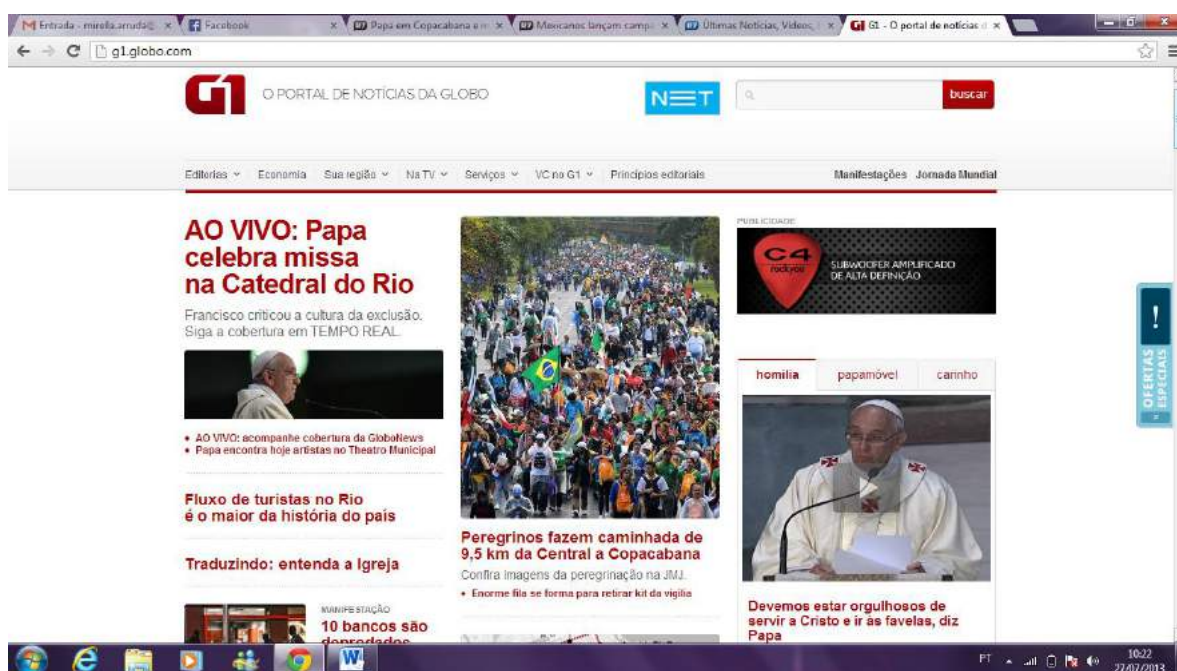 Entrada - mirella.arruda@
Facebook
Papa em Copacabana e m
Mexicanos lançam camp
Últimas Notícias, Vídeos,
G1 - O portal de notícias d
g1.globo.com
G1
O PORTAL DE NOTÍCIAS DA GLOBO
NET
buscar
Editorias
Economia
Sua região
Na TV
Serviços
VC no G1
Princípios editoriais
Manifestações
Jornada Mundial
AO VIVO: Papa
celebra missa
na Catedral do Rio
Francisco criticou a cultura da exclusão.
Siga a cobertura em TEMPO REAL.
• AO VIVO: acompanhe cobertura da GloboNews
• Papa encontra hoje artistas no Theatro Municipal
Fluxo de turistas no Rio
é o maior da história do país
Traduzindo: entenda a Igreja
MANIFESTAÇÃO
10 bancos são
depredados
Peregrinos fazem caminhada de
9,5 km da Central a Copacabana
Confira imagens da peregrinação na JMJ.
• Enorme fila se forma para retirar kit da vigília
PUBLICIDADE
C4
rockyou
SUBWOOFER AMPLIFICADO
DE ALTA DEFINIÇÃO
homilia
papamóvel
carinho
Devemos estar orgulhosos de
servir a Cristo e ir às favelas, diz
Papa
!
OFERTAS
ESPECIAIS
PT
10:22
27/07/2013